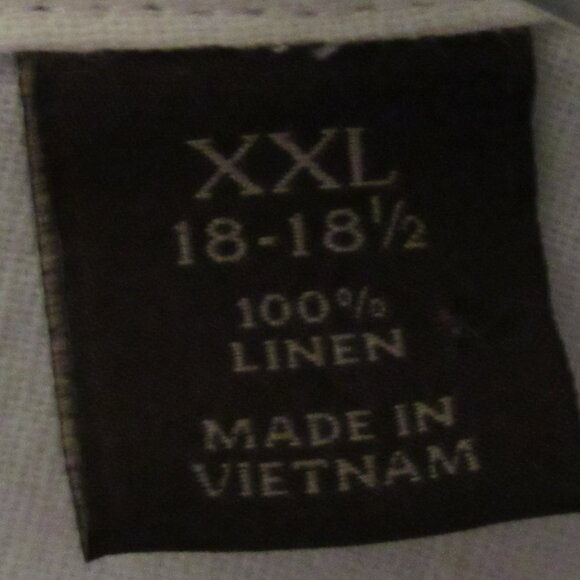 XXL
18-18½
100%
LINEN
MADE IN
VIETNAM